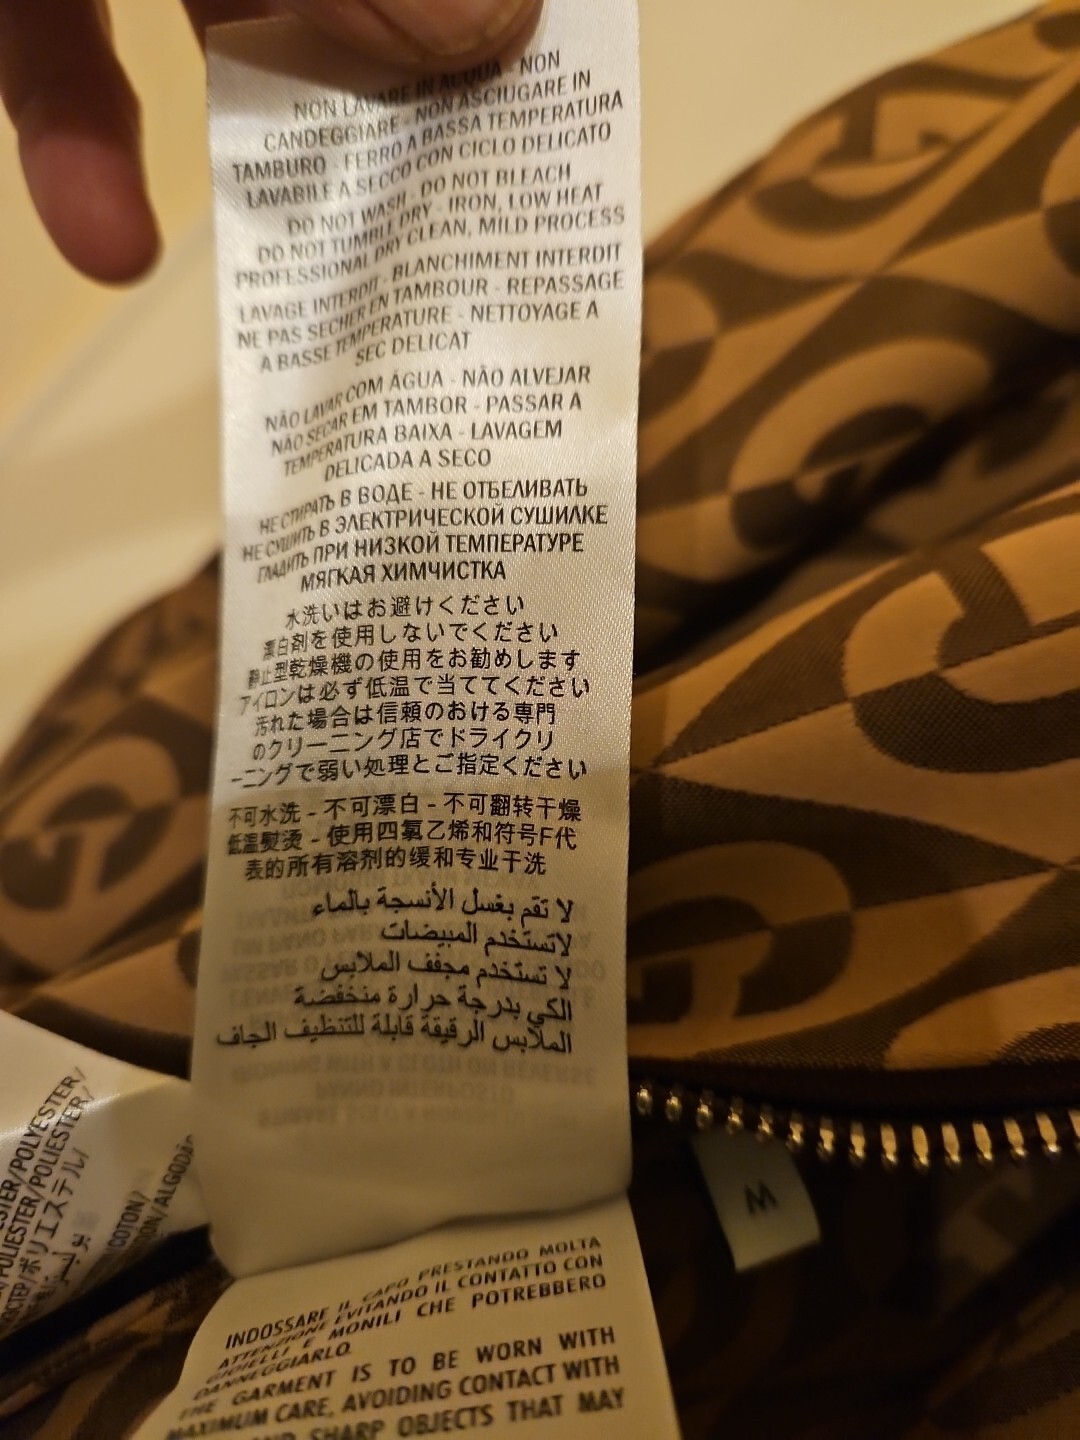 NON LAVARE IN ACQUA - NON
CANDEGGIARE - NON ASCIUGARE IN
TAMBURO - FERRO A BASSA TEMPERATURA
LAVABILE A SECCO CON CICLO DELICATO
DO NOT WASH - DO NOT BLEACH
DO NOT TUMBLE DRY - IRON, LOW HEAT
PROFESSIONAL DRY CLEAN, MILD PROCESS
LAVAGE INTERDIT - BLANCHIMENT INTERDIT
NE PAS SECHER EN TAMBOUR - REPASSAGE
A BASSE TEMPERATURE - NETTOYAGE A
SEC DELICAT
NÃO LAVAR COM ÁGUA - NÃO ALVEJAR
NÃO SECAR EM TAMBOR - PASSAR A
TEMPERATURA BAIXA - LAVAGEM
DELICADA A SECO
НЕ СТИРАТЬ В ВОДЕ - НЕ ОТБЕЛИВАТЬ
НЕ СУШИТЬ В ЭЛЕКТРИЧЕСКОЙ СУШИЛКЕ
ГЛАДИТЬ ПРИ НИЗКОЙ ТЕМПЕРАТУРЕ
МЯГКАЯ ХИМЧИСТКА
水洗いはお避けください
漂白剤を使用しないでください
静止型乾燥機の使用をお勧めします
アイロンは必ず低温で当ててください
汚れた場合は信頼のおける専門
のクリーニング店でドライクリ
ーニングで弱い処理とご指定ください
不可水洗 - 不可漂白 - 不可翻转干燥
低温熨烫 - 使用四氯乙烯和符号F代
表的所有溶剂的缓和专业干洗
لا تقم بغسل الأنسجة بالماء
لاتستخدم المبيضات
لا تستخدم مجفف الملابس
الكي بدرجة حرارة منخفضة
الملابس الرقيقة قابلة للتنظيف الجاف
M
INDOSSARE IL CAPO PRESTANDO MOLTA
ATTENZIONE EVITANDO IL CONTATTO CON
GIOIELLI E MONILI CHE POTREBBERO
DANNEGGIARLO.
THE GARMENT IS TO BE WORN WITH
MAXIMUM CARE, AVOIDING CONTACT WITH
AND SHARP OBJECTS THAT MAY
/POLYESTER/
/POLIESTER/POLIESTER/
/ポリエステル/
COTON/
/ALGODÃO